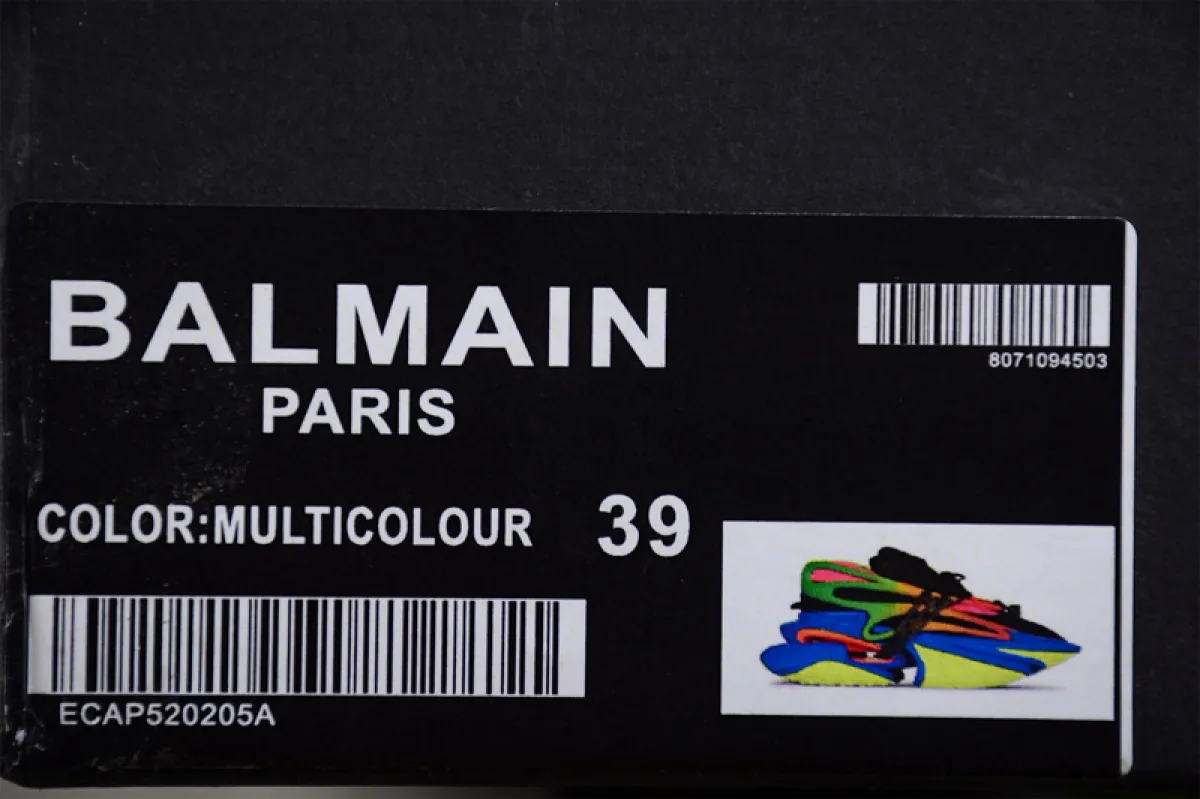 BALMAIN
PARIS
8071094503
COLOR:MULTICOLOUR 39
ECAP520205A